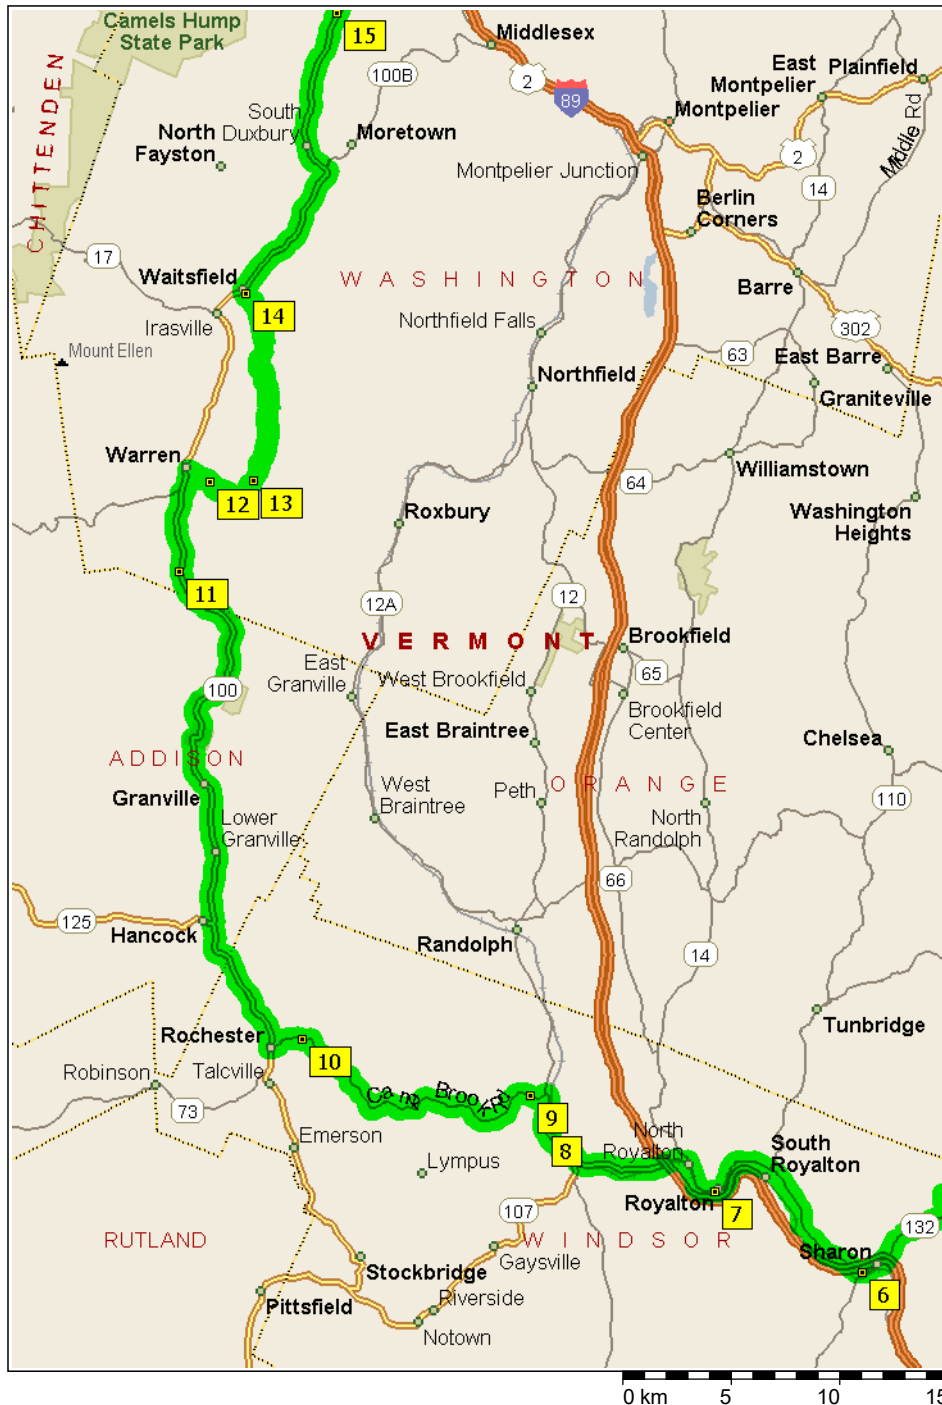 Camels Hump
State Park
15
Middlesex
100B
2
89
East
Montpelier
Plainfield
CHITTENDEN
South
Duxbury
North
Fayston
Moretown
Montpelier
Middle Rd
Montpelier Junction
2
14
Berlin
Corners
17
Waitsfield
WASHINGTON
Barre
14
Irasville
Northfield Falls
302
Mount Ellen
63
East Barre
Northfield
Graniteville
Warren
Williamstown
12
13
64
Roxbury
Washington
Heights
11
12A
12
VERMONT
Brookfield
East
Granville
100
West Brookfield
65
Brookfield
Center
East Braintree
Chelsea
ADDISON
Granville
West
Braintree
Peth
ORANGE
110
Lower
Granville
North
Randolph
66
125
Hancock
Randolph
14
Tunbridge
Rochester
10
Robinson
Talcville
Camp Brook Rd
73
9
Emerson
8
North
Royalton
South
Royalton
Lympus
Royalton
7
107
132
RUTLAND
WINDSOR
Sharon
Gaysville
Stockbridge
6
Pittsfield
Riverside
Notown
0 km
5
10
15